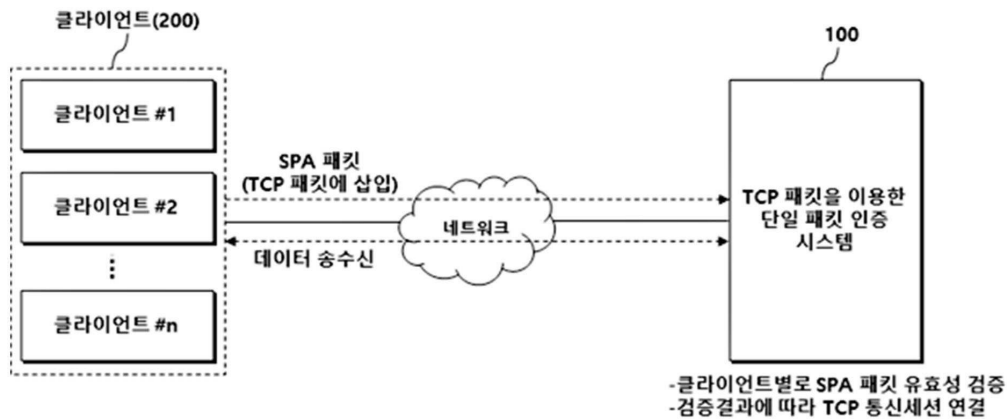 클라이언트(200)
클라이언트 #1
클라이언트 #2
클라이언트 #n
SPA 패킷
(TCP 패킷에 삽입)
네트워크
데이터 송수신
100
TCP 패킷을 이용한
단일 패킷 인증
시스템
-클라이언트별로 SPA 패킷 유효성 검증
-검증결과에 따라 TCP 통신세션 연결